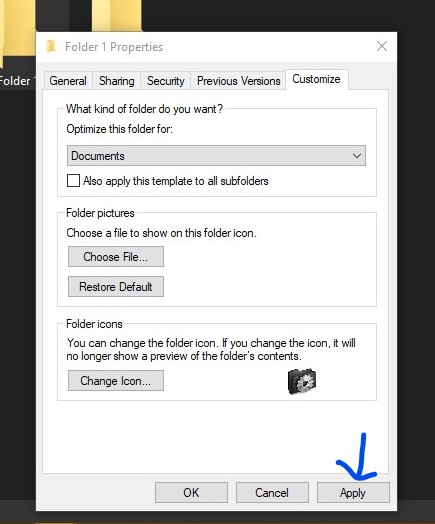 Folder 1 Properties
Folder 1
General Sharing Security Previous Versions Customize
What kind of folder do you want?
Optimize this folder for:
Documents
Also apply this template to all subfolders
Folder pictures
Choose a file to show on this folder icon.
Choose File...
Restore Default
Folder icons
You can change the folder icon. If you change the icon, it will
no longer show a preview of the folder's contents.
Change Icon...
OK Cancel Apply